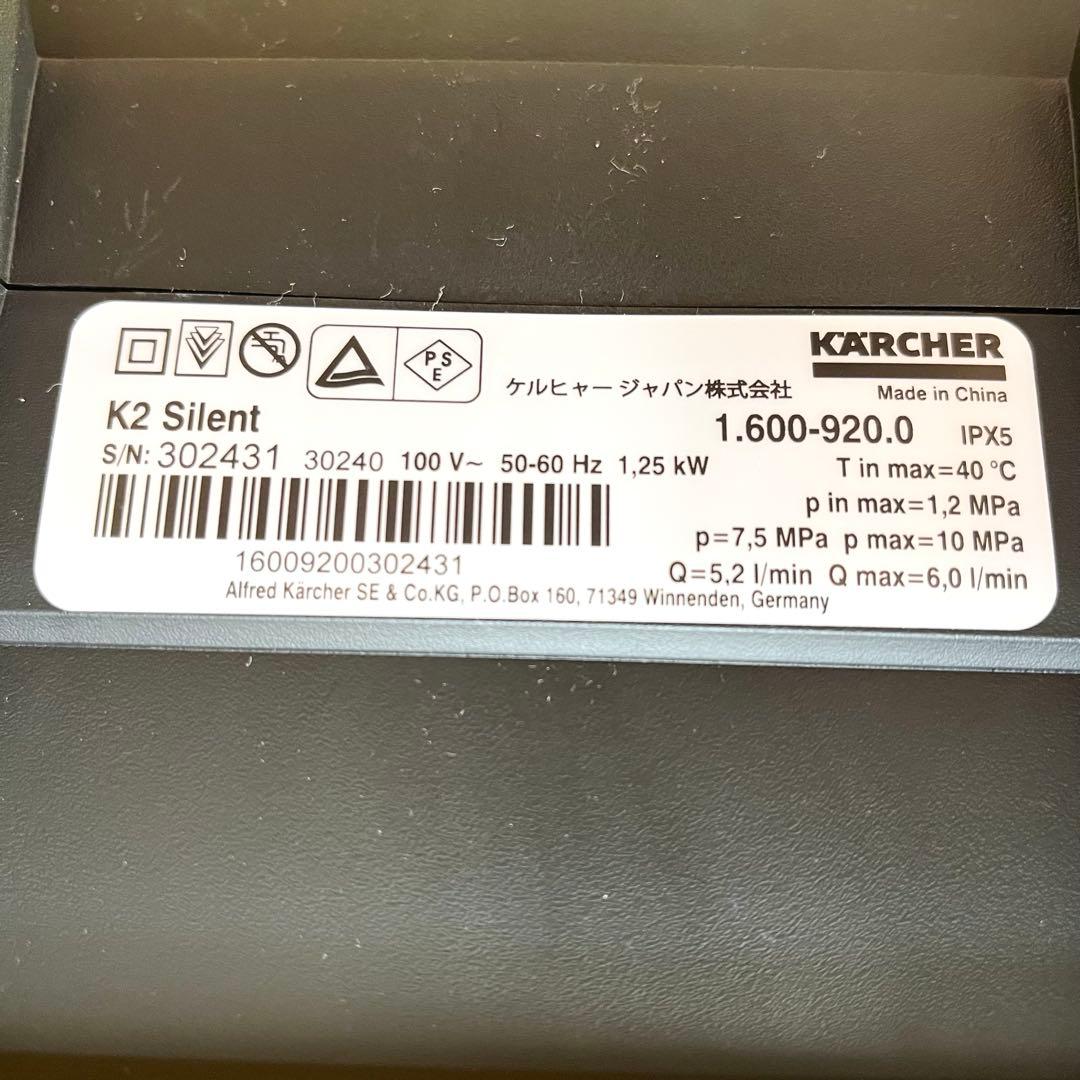 P S E
KÄRCHER
ケルヒャー ジャパン株式会社
Made in China
K2 Silent
1.600-920.0 IPX5
S/N: 302431 30240 100 V~ 50-60 Hz 1,25 kW
T in max=40 °C
p in max=1,2 MPa
p=7,5 MPa p max=10 MPa
16009200302431
Q=5,2 l/min Q max=6,0 l/min
Alfred Kärcher SE & Co.KG, P.O.Box 160, 71349 Winnenden, Germany